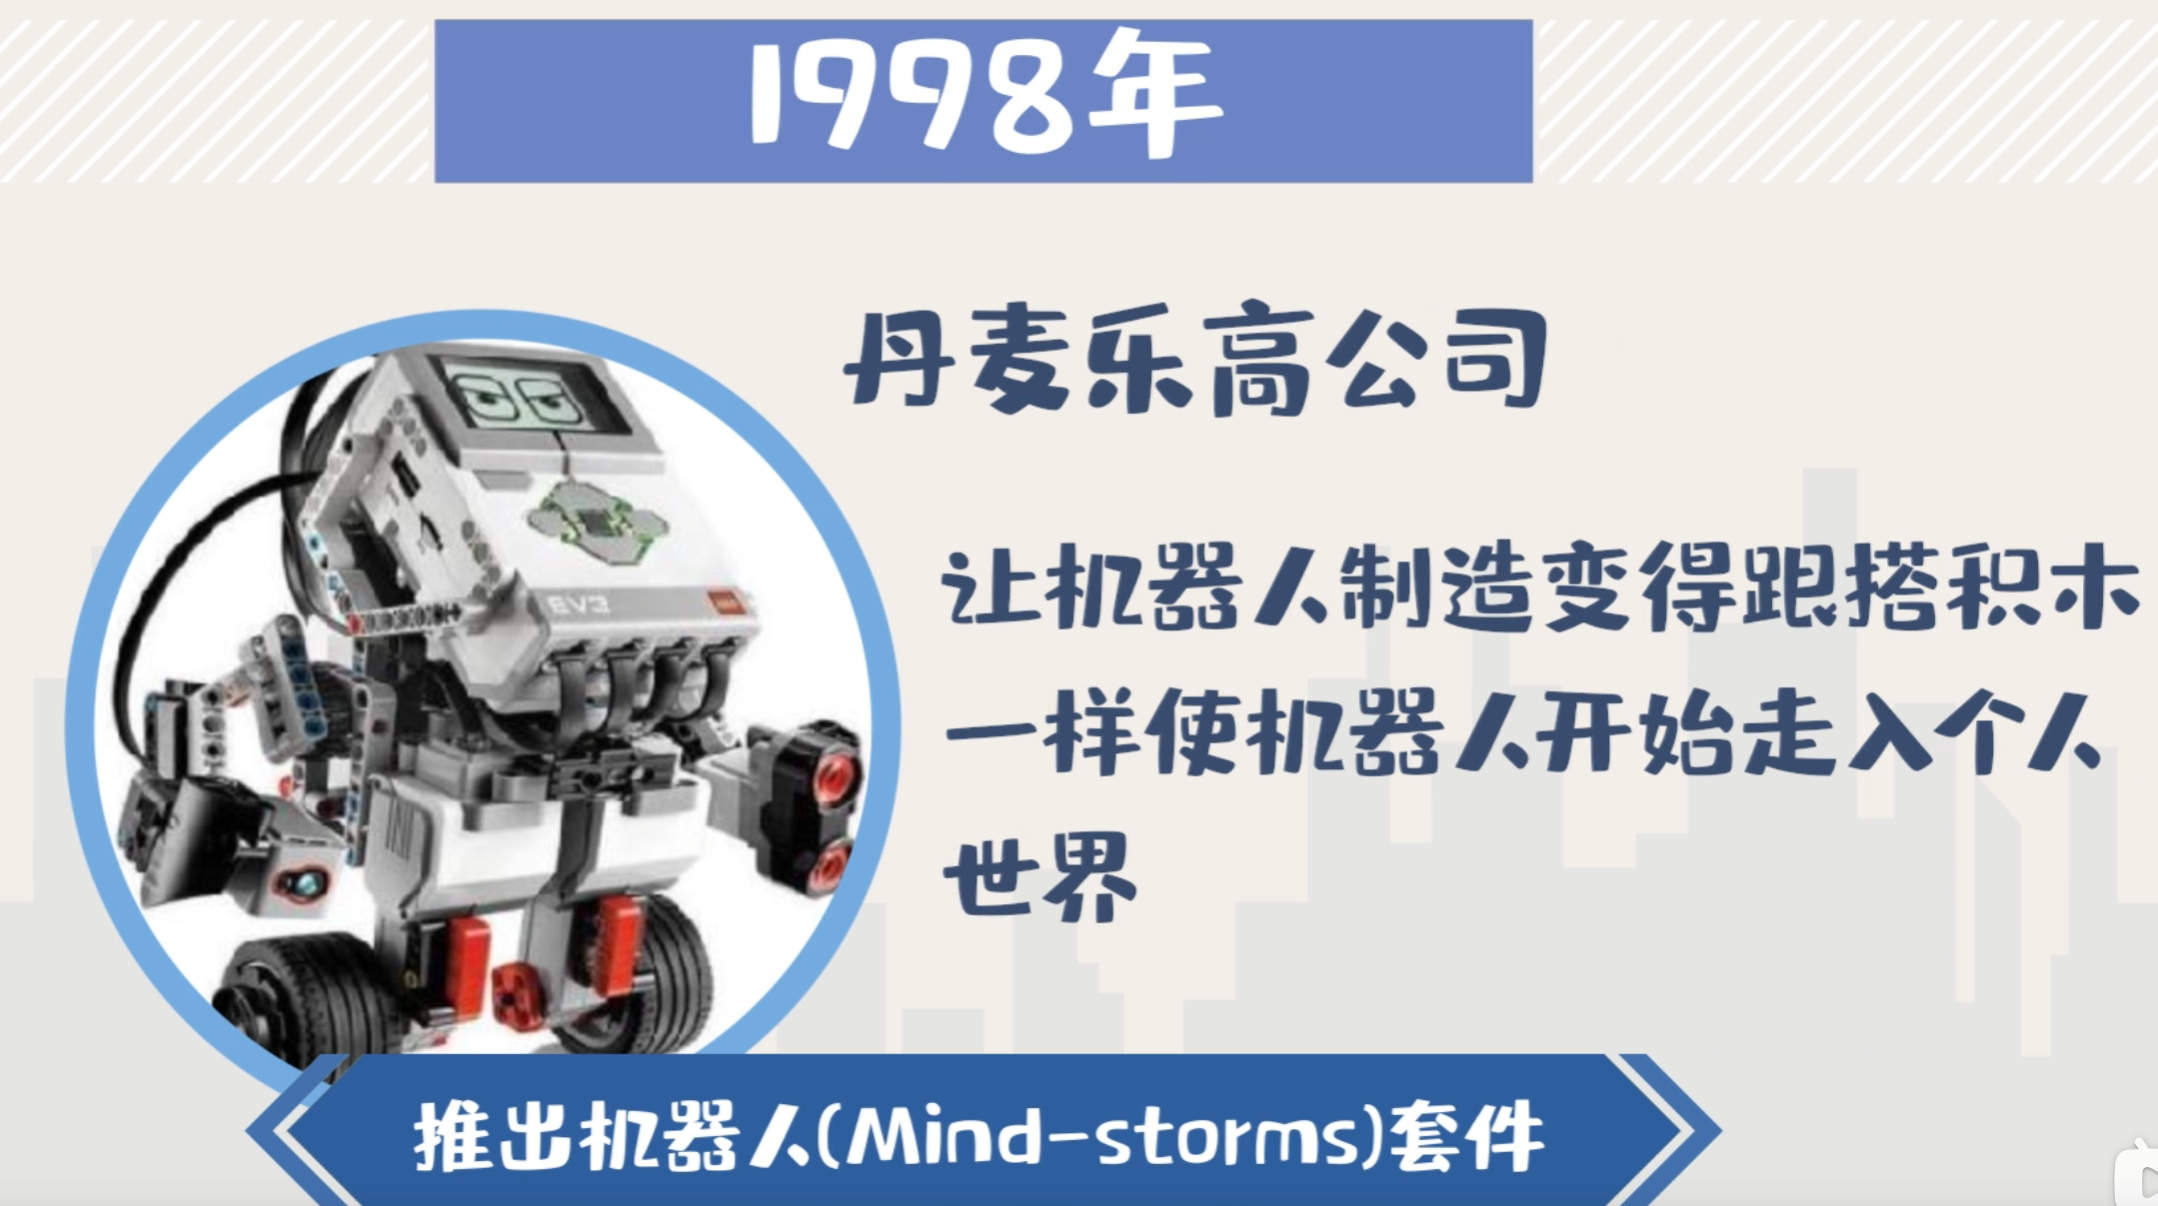 1998年
丹麦乐高公司
让机器人制造变得跟搭积木
一样使机器人开始走入个人
世界
EV3
推出机器人(Mind-storms)套件